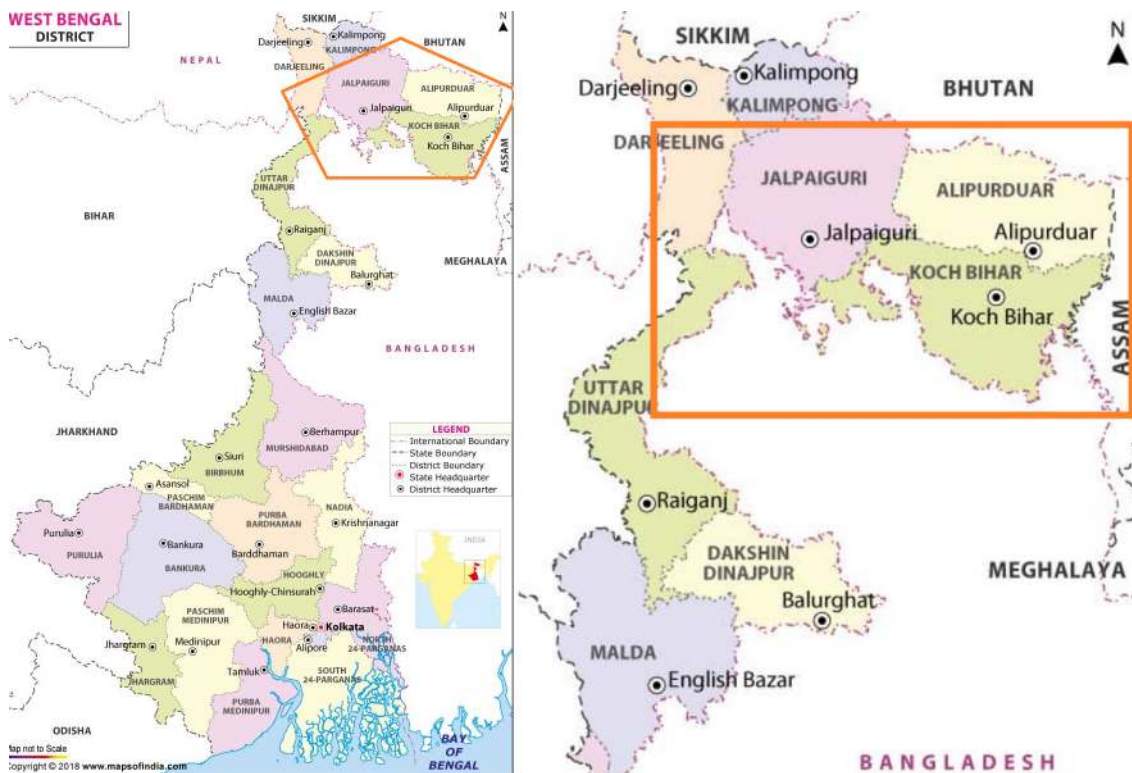 WEST BENGAL
DISTRICT
SIKKIM
N
Darjeeling
Kalimpong
KALIMPONG
BHUTAN
NEPAL
DARJEELING
JALPAIGURI
ALIPURDUAR
Jalpaiguri
Alipurduar
KOCH BIHAR
Koch Bihar
ASSAM
UTTAR
DINAJPUR
BIHAR
Raiganj
DAKSHIN
DINAJPUR
MEGHALAYA
Balurghat
MALDA
English Bazar
BANGLADESH
JHARKHAND
Berhampur
MURSHIDABAD
LEGEND
International Boundary
State Boundary
District Boundary
State Headquarter
District Headquarter
Siuri
BIRBHUM
Asansol
PASCHIM
BARDHAMAN
PURBA
BARDHAMAN
NADIA
Krishnanagar
Purulia
PURULIA
Bankura
BANKURA
Barddhaman
HOOGHLY
Hooghly-Chinsurah
INDIA
PASCHIM
MEDINIPUR
Barasat
Haora
Kolkata
HAORA
Alipore
NORTH
24-PARGANAS
Jhargram
Medinipur
HARGRAM
Tamluk
SOUTH
24-PARGANAS
PURBA
MEDINIPUR
ODISHA
BAY
OF
BENGAL
Map not to Scale
Copyright © 2018 www.mapsofindia.com
SIKKIM
N
Darjeeling
Kalimpong
KALIMPONG
BHUTAN
DARJEELING
JALPAIGURI
ALIPURDUAR
Jalpaiguri
Alipurduar
KOCH BIHAR
Koch Bihar
ASSAM
UTTAR
DINAJPUR
Raiganj
DAKSHIN
DINAJPUR
MEGHALAYA
Balurghat
MALDA
English Bazar
BANGLADESH